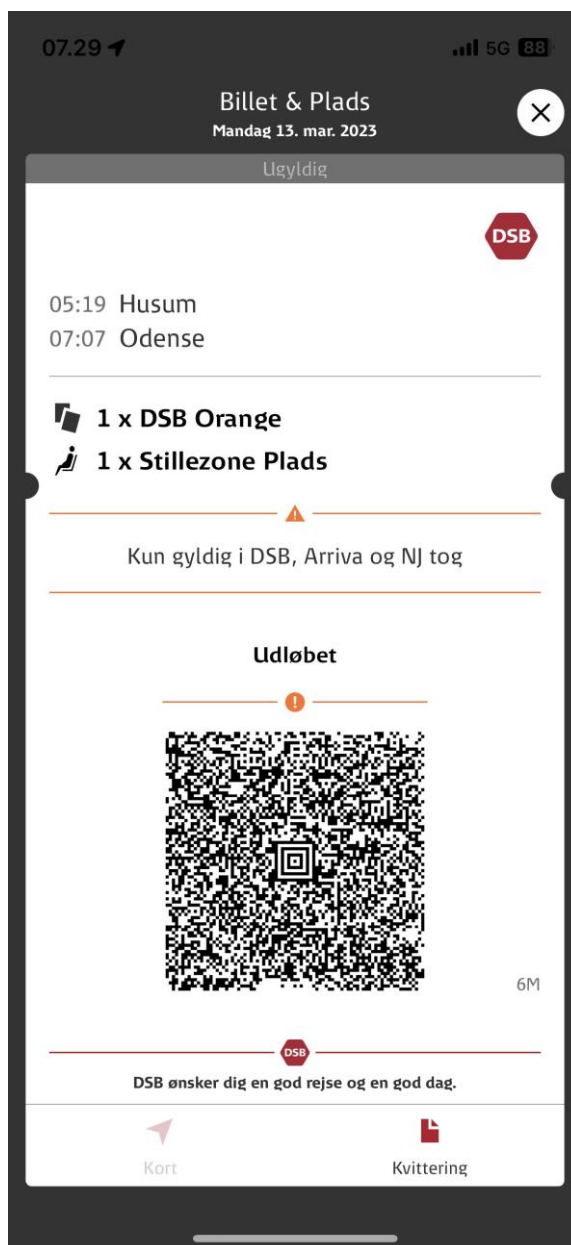 07.29
5G 88
Billet & Plads
Mandag 13. mar. 2023
Ugyldig
DSB
05:19 Husum
07:07 Odense
1 x DSB Orange
1 x Stillezone Plads
Kun gyldig i DSB, Arriva og NJ tog
Udløbet
6M
DSB
DSB ønsker dig en god rejse og en god dag.
Kort
Kvittering